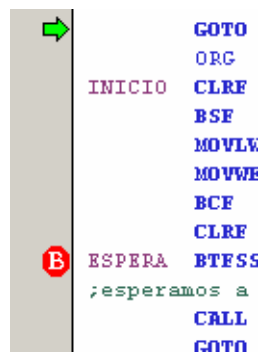 GOTO
ORG
INICIO CLRF
BSF
MOVLW
MOVWF
BCF
CLRF
B ESPERA BTFSS
;esperamos a
CALL
GOTO